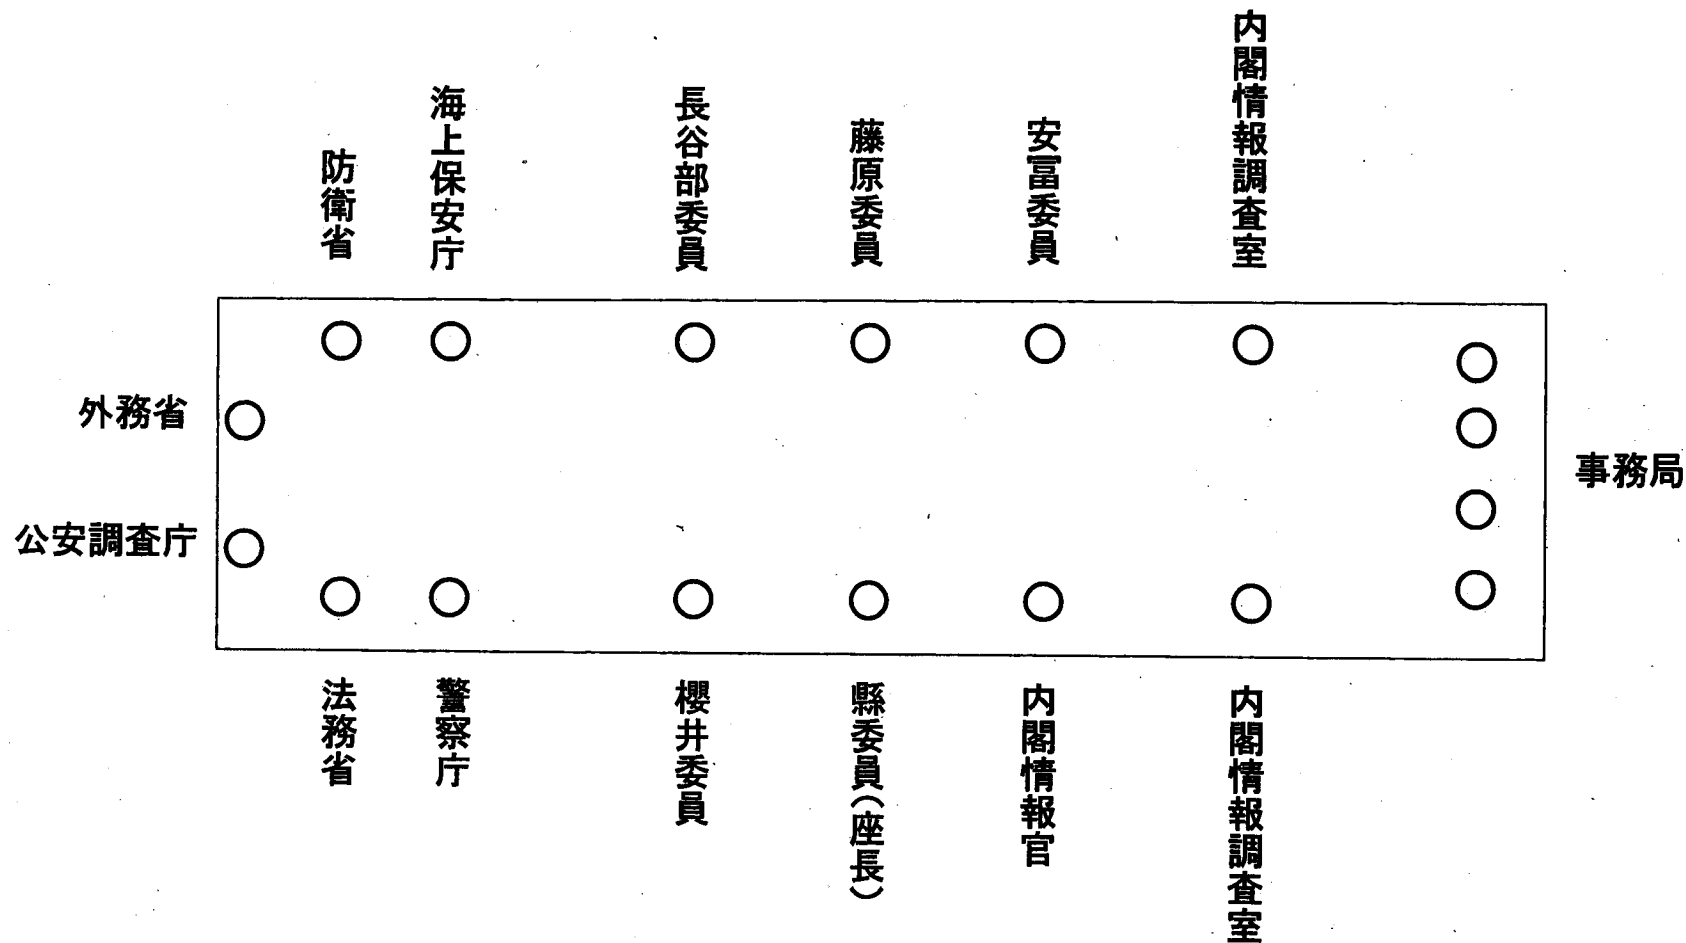 防衛省
海上保安庁
長谷部委員
藤原委員
安冨委員
内閣情報調査室
外務省
公安調査庁
事務局
法務省
警察庁
櫻井委員
縣委員(座長)
内閣情報官
内閣情報調査室